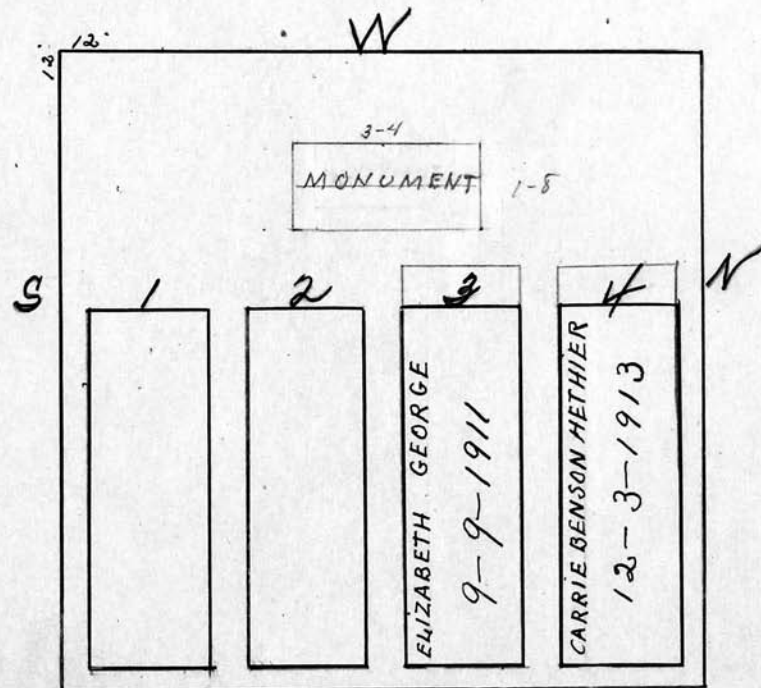 W
12
12
3-4
MONUMENT
1-8
S
1
2
3
4
N
ELIZABETH GEORGE
9-9-1911
CARRIE BENSON HETHIER
12-3-1913